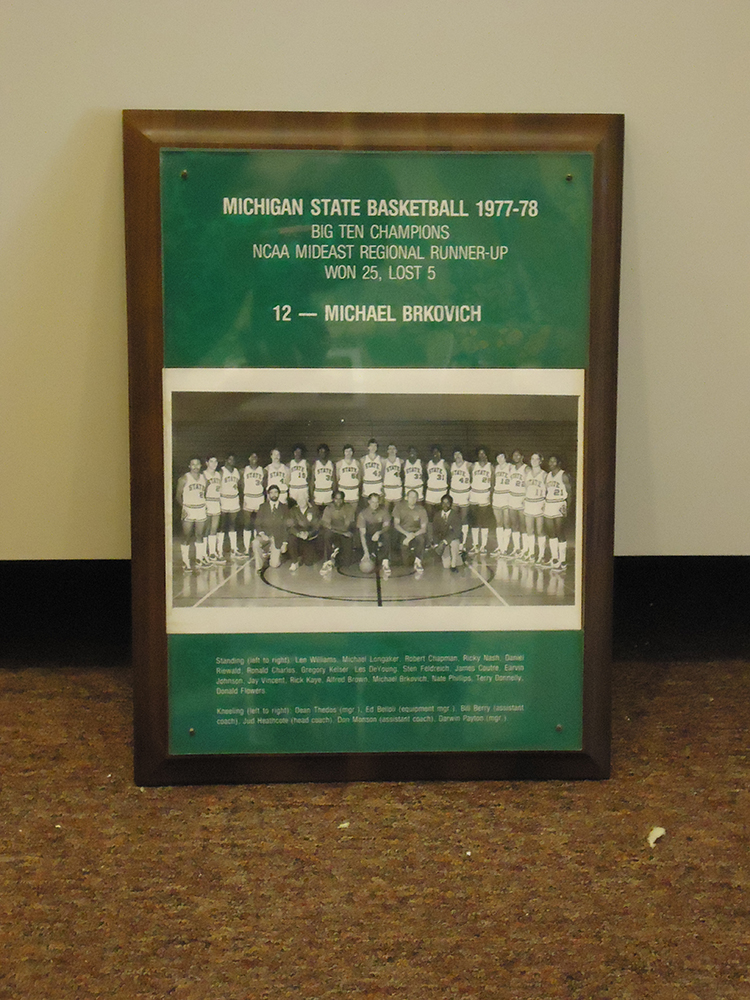 MICHIGAN STATE BASKETBALL 1977-78
BIG TEN CHAMPIONS
NCAA MIDEAST REGIONAL RUNNER-UP
WON 25, LOST 5
12 — MICHAEL BRKOVICH
Standing (left to right): Len Williams, Michael Longaker, Robert Chapman, Ricky Nash, Daniel
Riewald, Ronald Charles, Gregory Kelser, Les DeYoung, Sten Feldreich, James Coutre, Earvin
Johnson, Jay Vincent, Rick Kaye, Alfred Brown, Michael Brkovich, Nate Phillips, Terry Donnelly,
Donald Flowers.
Kneeling (left to right): Dean Thedos (mgr.), Ed Belloli (equipment mgr.), Bill Berry (assistant
coach), Jud Heathcote (head coach), Don Monson (assistant coach), Darwin Payton (mgr.)